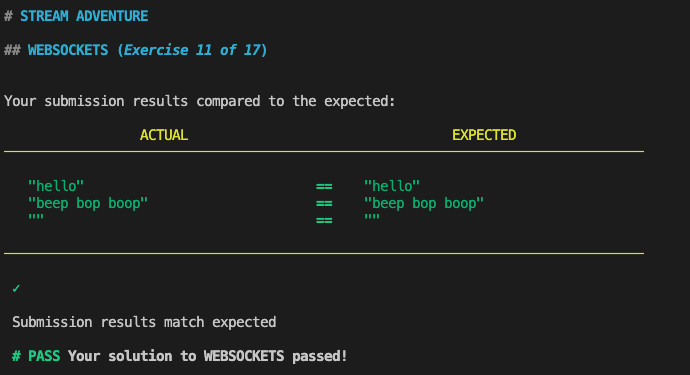 # STREAM ADVENTURE
## WEBSOCKETS (Exercise 11 of 17)
Your submission results compared to the expected:
ACTUAL EXPECTED
"hello" == "hello"
"beep bop boop" == "beep bop boop"
"" == ""
✓
Submission results match expected
# PASS Your solution to WEBSOCKETS passed!